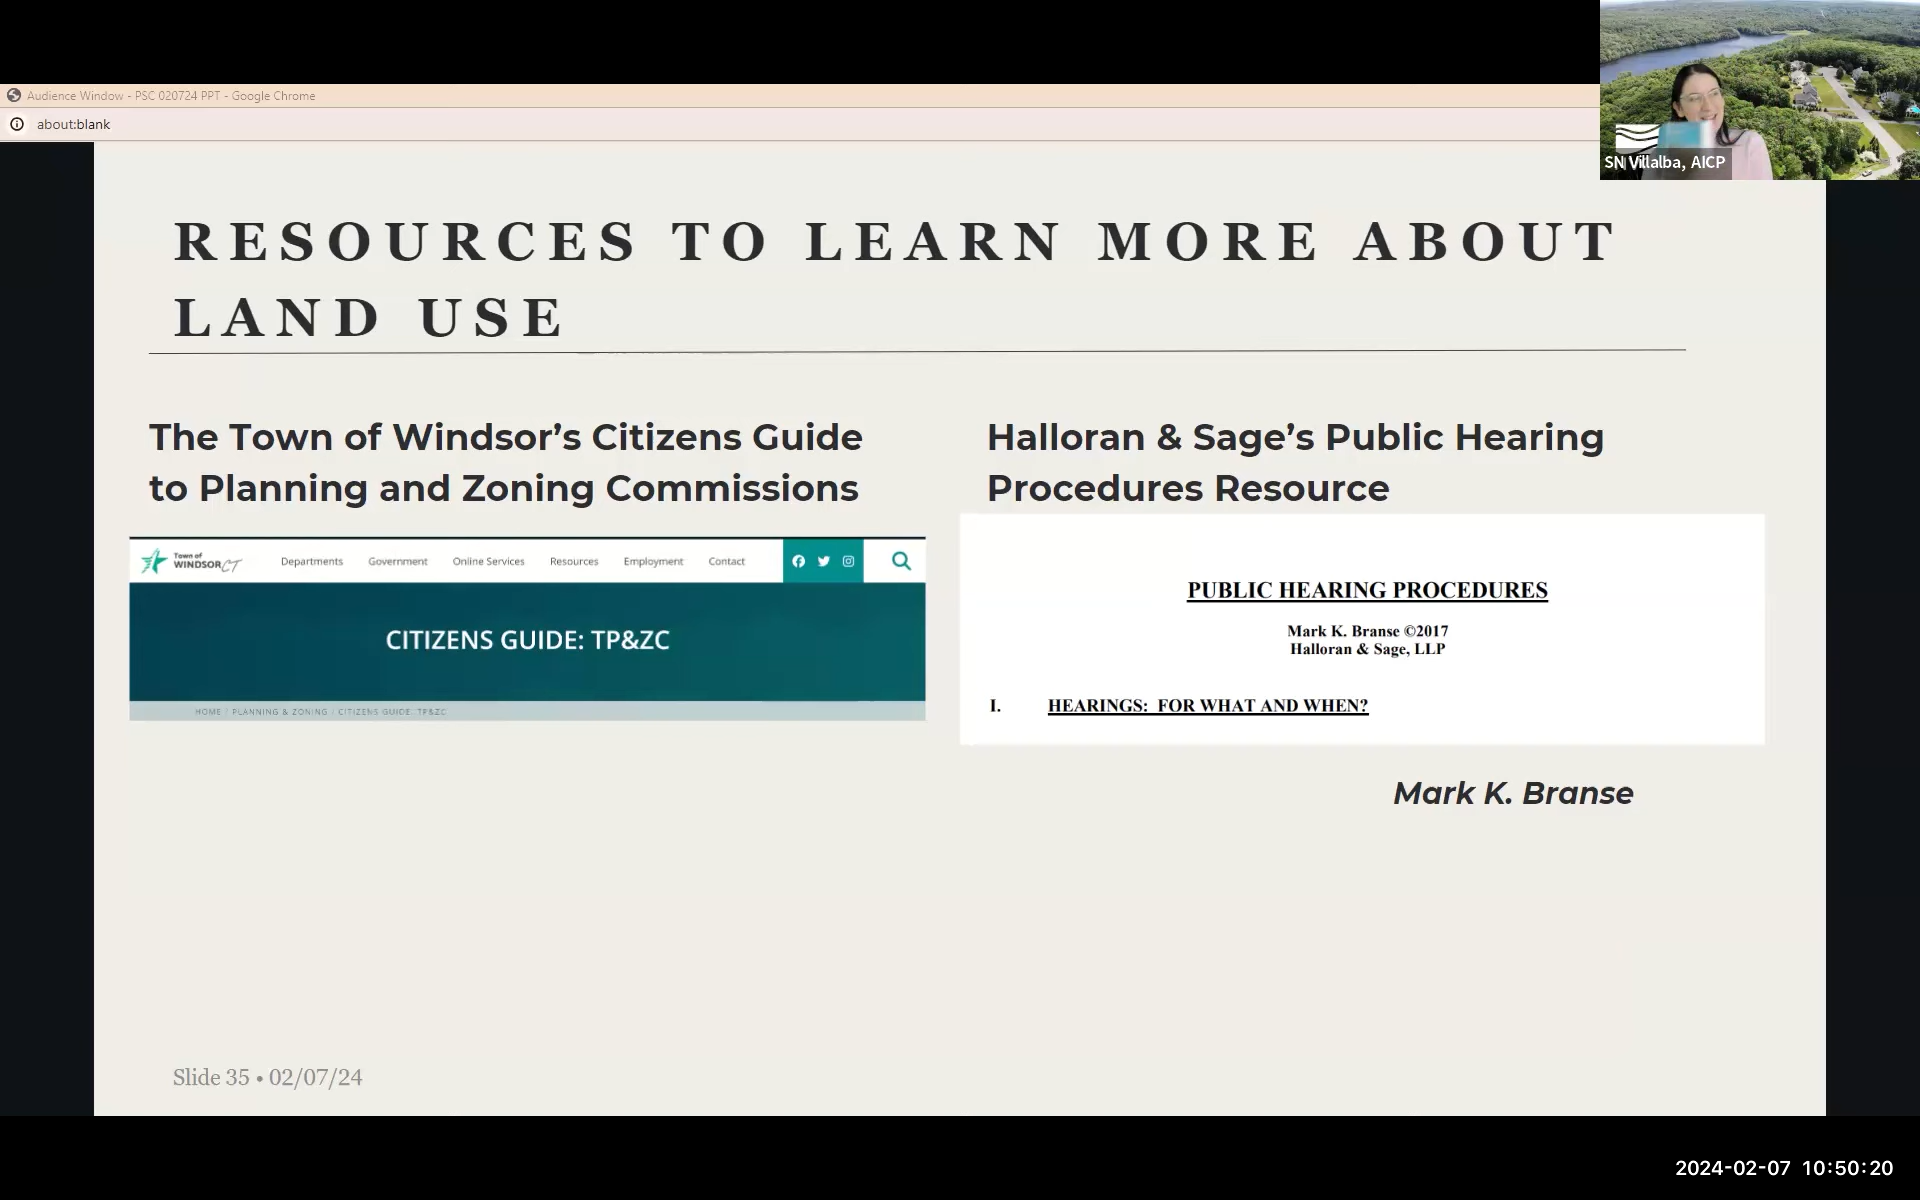 Audience Window - PSC 020724 PPT - Google Chrome
about:blank
SN Villalba, AICP
RESOURCES TO LEARN MORE ABOUT
LAND USE
The Town of Windsor’s Citizens Guide
to Planning and Zoning Commissions
Town of
WINDSOR CT
Departments Government Online Services Resources Employment Contact
CITIZENS GUIDE: TP&ZC
HOME / PLANNING & ZONING / CITIZENS GUIDE: TP&ZC
Halloran & Sage’s Public Hearing
Procedures Resource
PUBLIC HEARING PROCEDURES
Mark K. Branse ©2017
Halloran & Sage, LLP
I. HEARINGS: FOR WHAT AND WHEN?
Mark K. Branse
Slide 35 • 02/07/24
2024-02-07 10:50:20